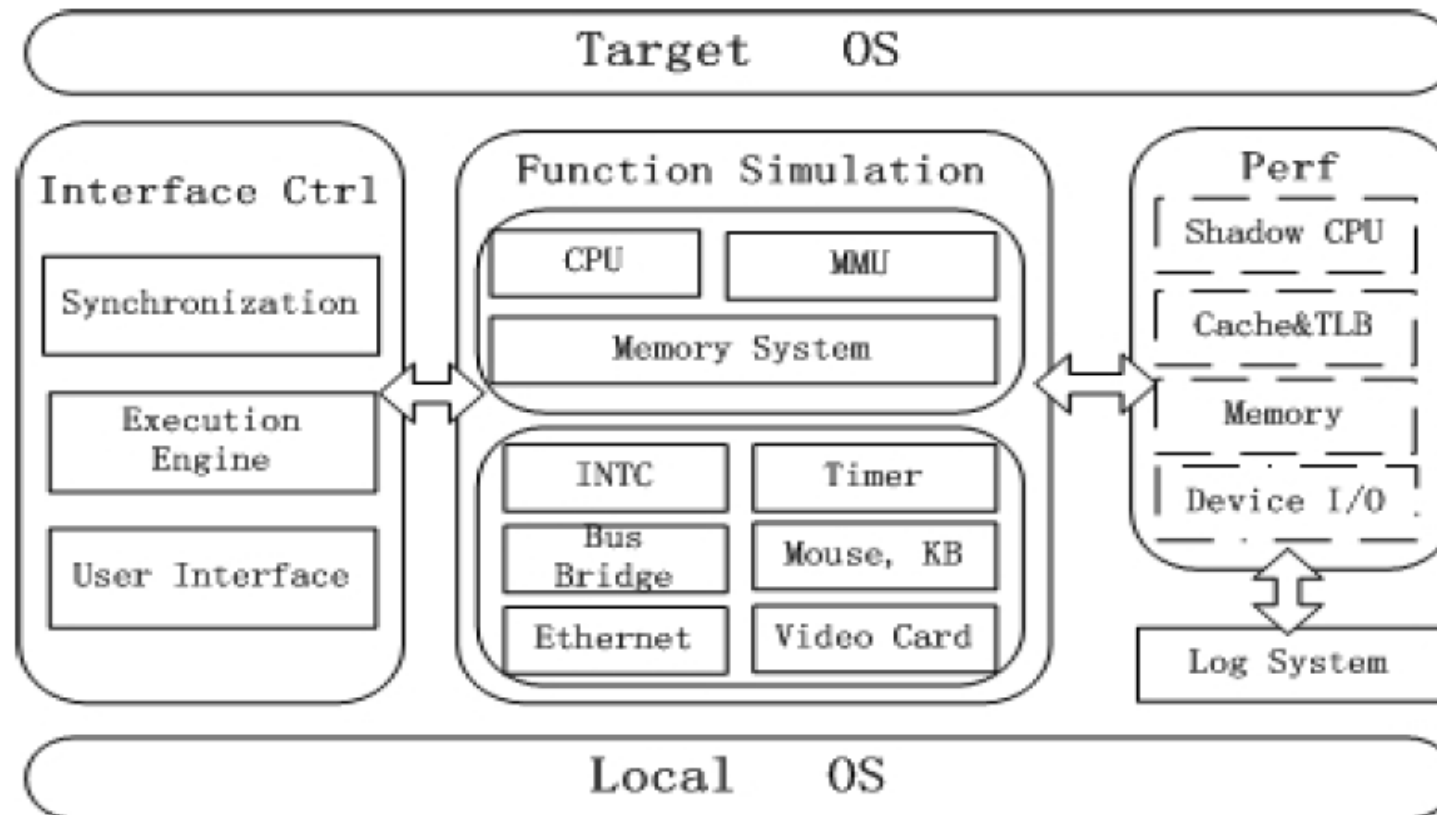 Target OS
Interface Ctrl
Synchronization
Execution
Engine
User Interface
Function Simulation
CPU
MMU
Memory System
INTC
Timer
Bus
Bridge
Mouse, KB
Ethernet
Video Card
Perf
Shadow CPU
Cache&TLB
Memory
Device I/O
Log System
Local OS